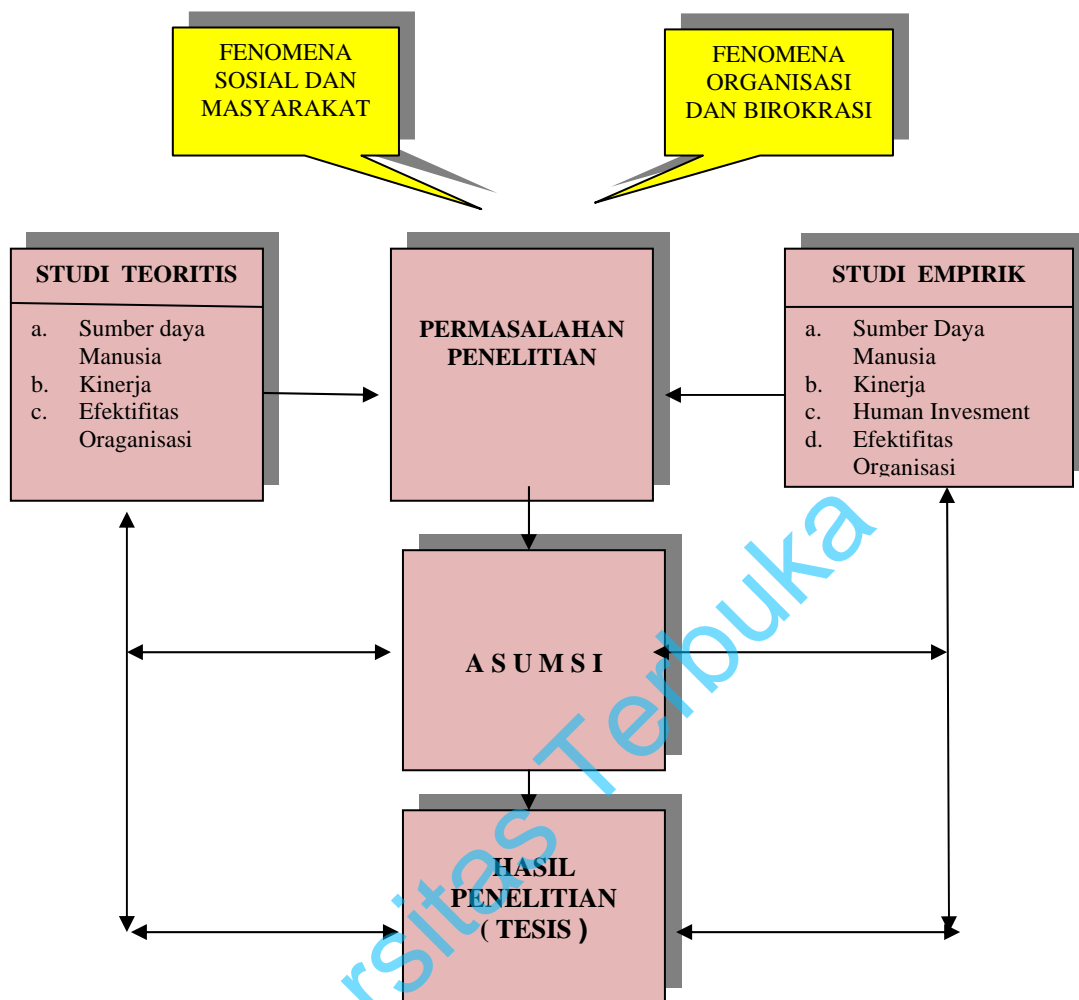 FENOMENA
SOSIAL DAN
MASYARAKAT
FENOMENA
ORGANISASI
DAN BIROKRASI
STUDI TEORITIS
a. Sumber daya
Manusia
b. Kinerja
c. Efektifitas
Oraganisasi
PERMASALAHAN
PENELITIAN
STUDI EMPIRIK
a. Sumber Daya
Manusia
b. Kinerja
c. Human Invesment
d. Efektifitas
Organisasi
A S U M S I
HASIL
PENELITIAN
( TESIS )
rsitas Terbuka